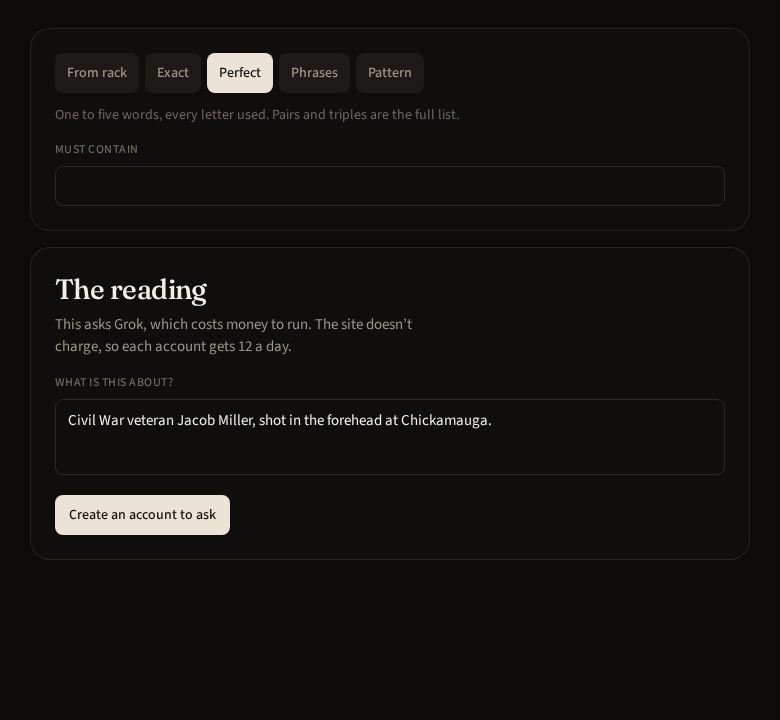 From rack Exact Perfect Phrases Pattern
One to five words, every letter used. Pairs and triples are the full list.
MUST CONTAIN
The reading
This asks Grok, which costs money to run. The site doesn’t
charge, so each account gets 12 a day.
WHAT IS THIS ABOUT?
Civil War veteran Jacob Miller, shot in the forehead at Chickamauga.
Create an account to ask